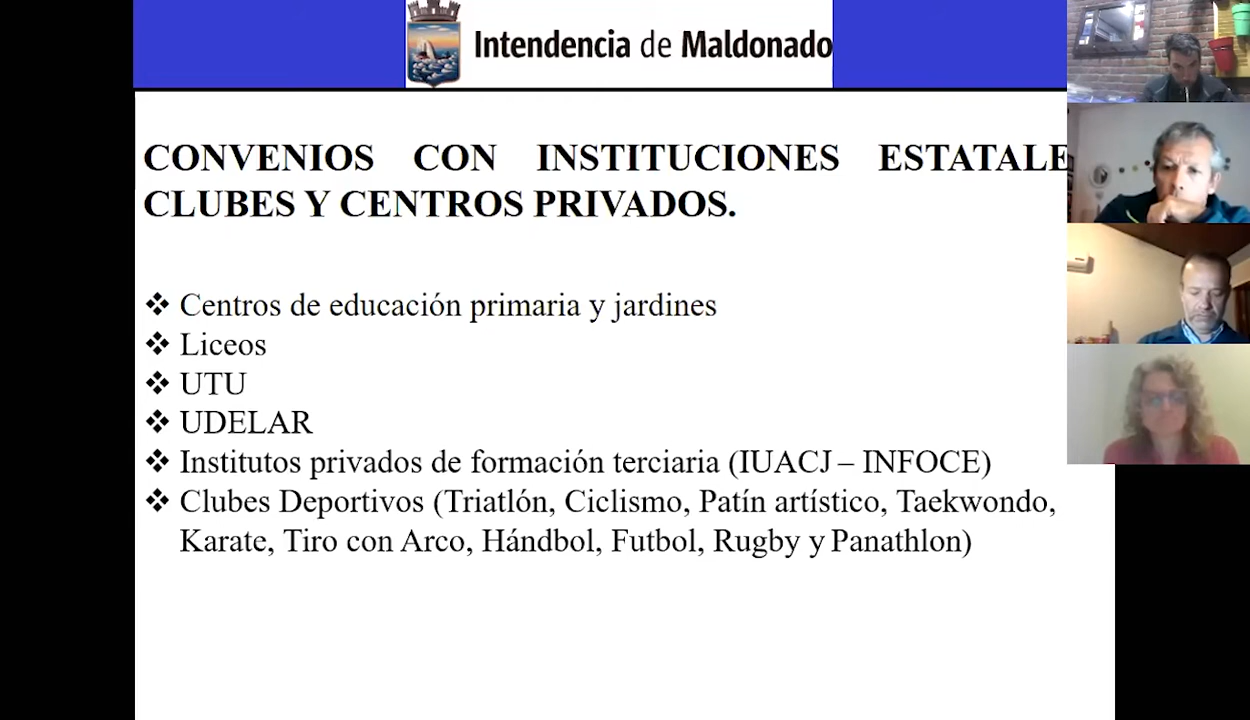 Intendencia de Maldonado
CONVENIOS CON INSTITUCIONES ESTATALE
CLUBES Y CENTROS PRIVADOS.
❖ Centros de educación primaria y jardines
❖ Liceos
❖ UTU
❖ UDELAR
❖ Institutos privados de formación terciaria (IUACJ – INFOCE)
❖ Clubes Deportivos (Triatlón, Ciclismo, Patín artístico, Taekwondo,
Karate, Tiro con Arco, Hándbol, Futbol, Rugby y Panathlon)